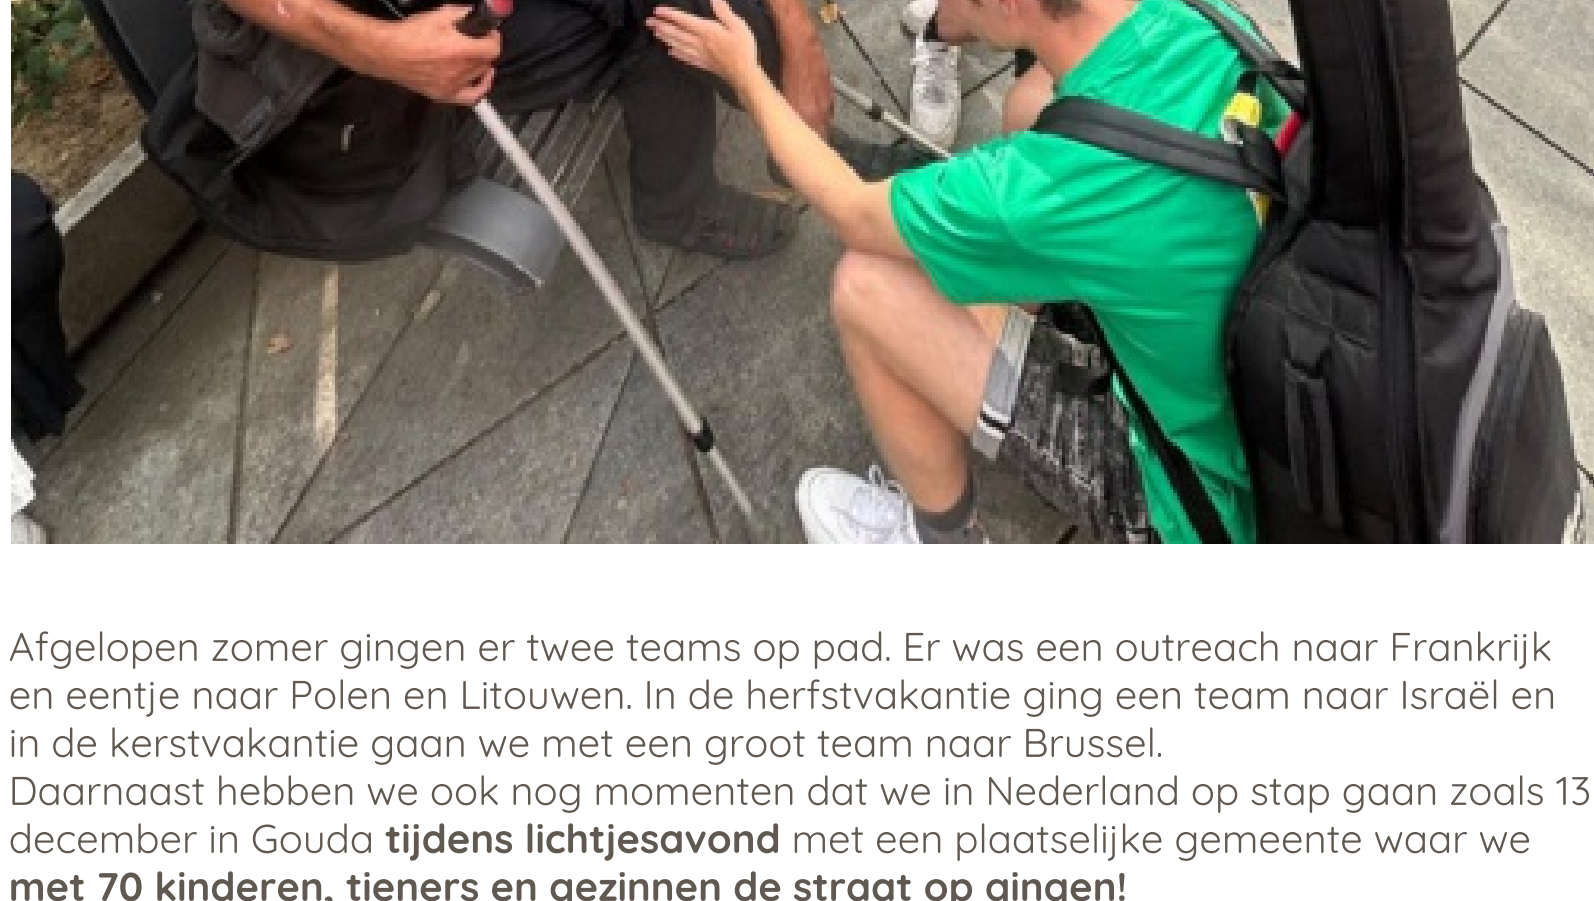 Afgelopen zomer gingen er twee teams op pad. Er was een outreach naar Frankrijk
en eentje naar Polen en Litouwen. In de herfstvakantie ging een team naar Israël en
in de kerstvakantie gaan we met een groot team naar Brussel.
Daarnaast hebben we ook nog momenten dat we in Nederland op stap gaan zoals 13
december in Gouda tijdens lichtjesavond met een plaatselijke gemeente waar we
met 70 kinderen, tieners en gezinnen de straat op gingen!